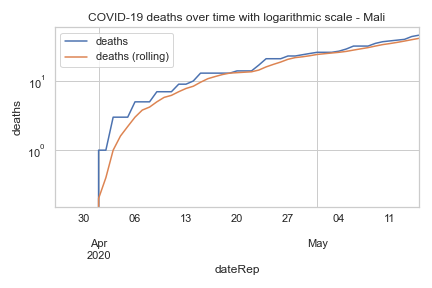 COVID-19 deaths over time with logarithmic scale - Mali
deaths
deaths (rolling)
deaths
10¹
10⁰
30 06 13 20 27 04 11
Apr May
2020
dateRep